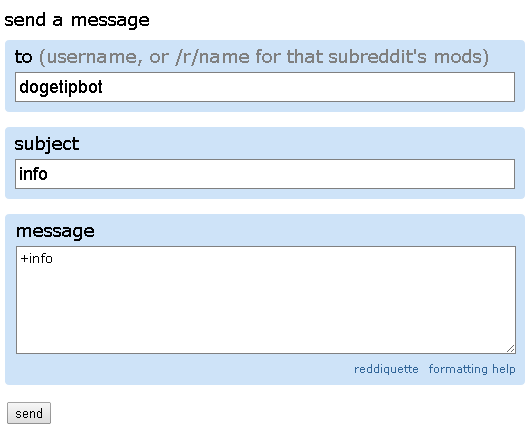 send a message
to (username, or /r/name for that subreddit's mods)
dogetipbot
subject
info
message
+info
reddiquette formatting help
send